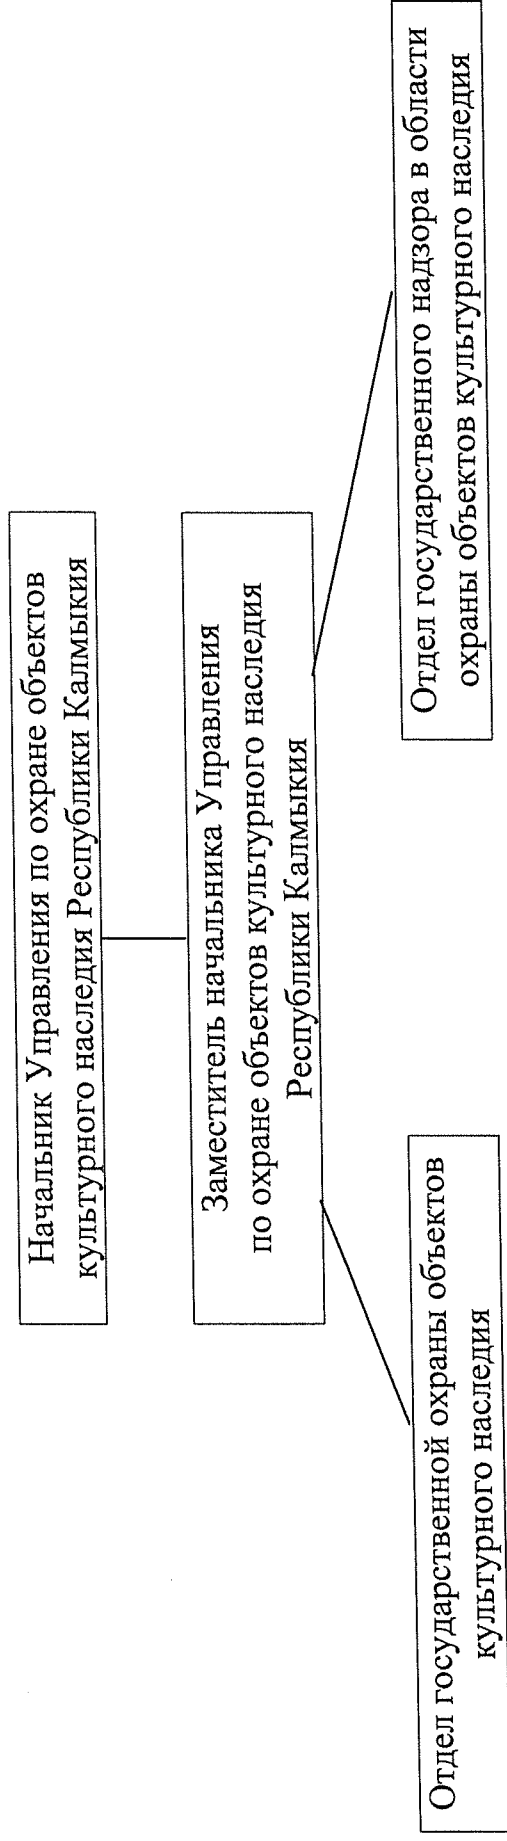 Начальник Управления по охране объектов
культурного наследия Республики Калмыкия
Заместитель начальника Управления
по охране объектов культурного наследия
Республики Калмыкия
Отдел государственной охраны объектов
культурного наследия
Отдел государственного надзора в области
охраны объектов культурного наследия